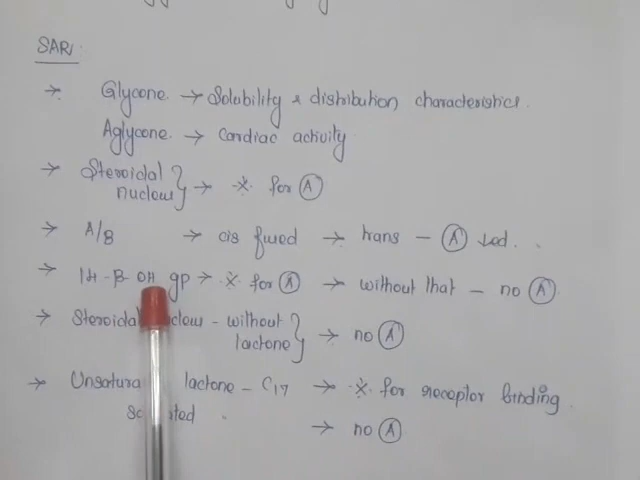 SAR:
→ Glycone → Solubility & distribution characteristics.
Aglycone → Cardiac activity
→ Steroidal nucleus } → ※ for Ⓐ
→ A/B → cis fused → trans - Ⓐ ↓ed.
→ 14-β-OH gp → ※ for Ⓐ → without that - no Ⓐ
→ Steroidal - without lactone } → no Ⓐ
→ lactone - C17 → ※ for receptor binding.
→ no Ⓐ